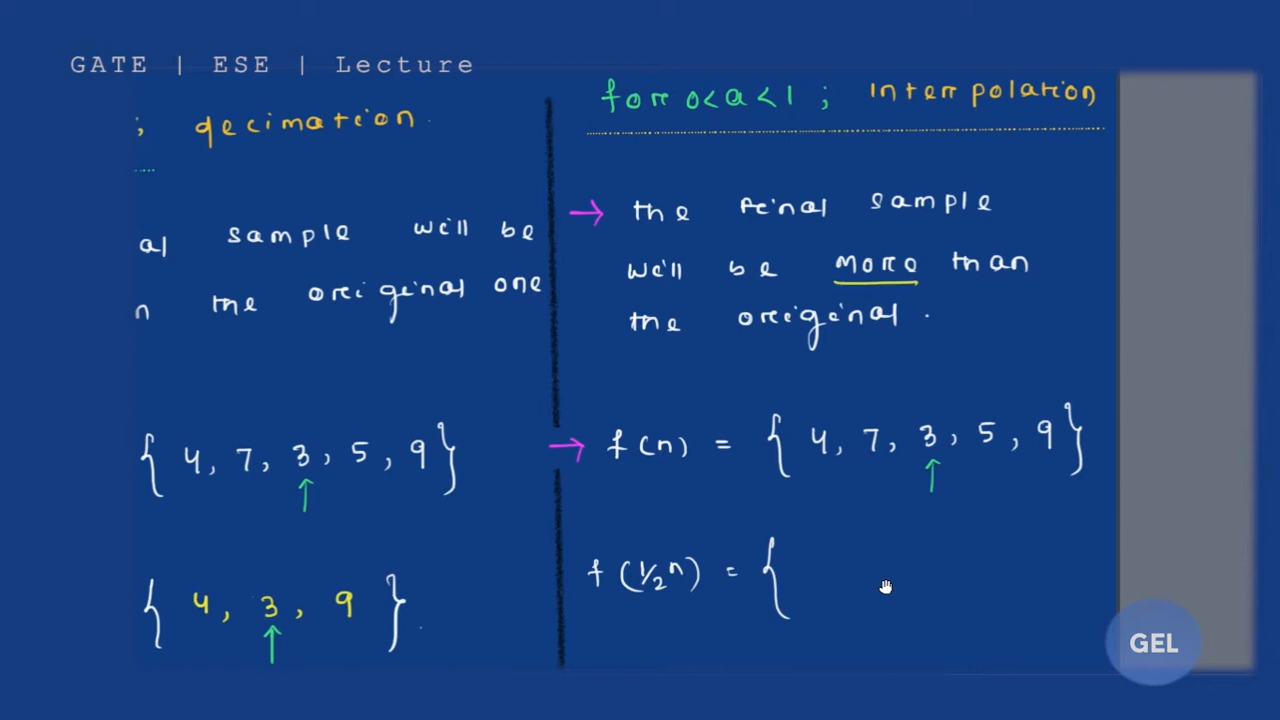 GATE | ESE | Lecture
; decimation.
al sample will be
n the original one
{ 4, 7, 3, 5, 9 }
↑
{ 4, 3, 9 }.
↑
for 0<a<1 ; interpolation
→ the final sample
will be more than
the original.
→ f(n) = { 4, 7, 3, 5, 9 }
↑
f(1/2 n) = {
GEL